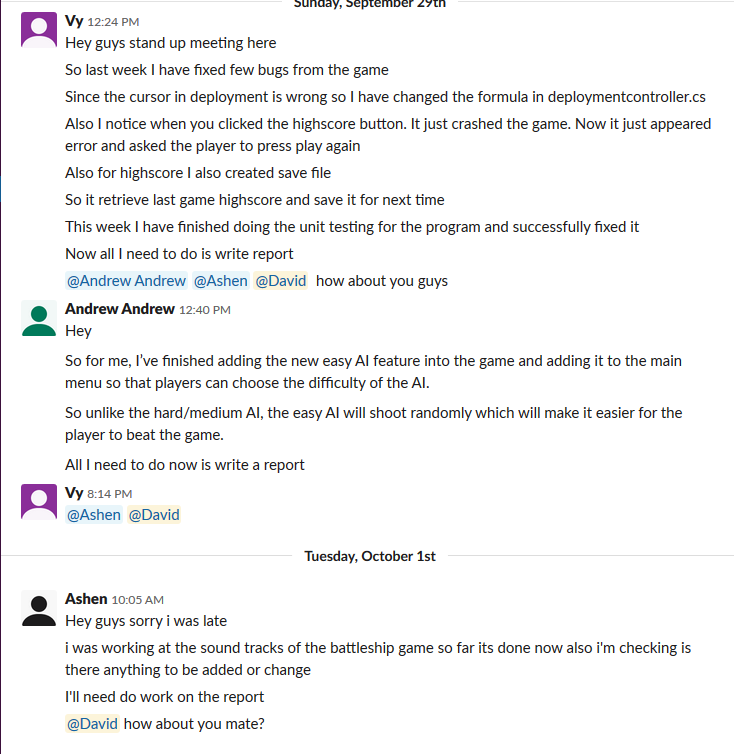 Sunday, September 29th
Vy 12:24 PM
Hey guys stand up meeting here
So last week I have fixed few bugs from the game
Since the cursor in deployment is wrong so I have changed the formula in deploymentcontroller.cs
Also I notice when you clicked the highscore button. It just crashed the game. Now it just appeared
error and asked the player to press play again
Also for highscore I also created save file
So it retrieve last game highscore and save it for next time
This week I have finished doing the unit testing for the program and successfully fixed it
Now all I need to do is write report
@Andrew Andrew @Ashen @David how about you guys
Andrew Andrew 12:40 PM
Hey
So for me, I've finished adding the new easy AI feature into the game and adding it to the main
menu so that players can choose the difficulty of the AI.
So unlike the hard/medium AI, the easy AI will shoot randomly which will make it easier for the
player to beat the game.
All I need to do now is write a report
Vy 8:14 PM
@Ashen @David
Tuesday, October 1st
Ashen 10:05 AM
Hey guys sorry i was late
i was working at the sound tracks of the battleship game so far its done now also i'm checking is
there anything to be added or change
I'll need do work on the report
@David how about you mate?